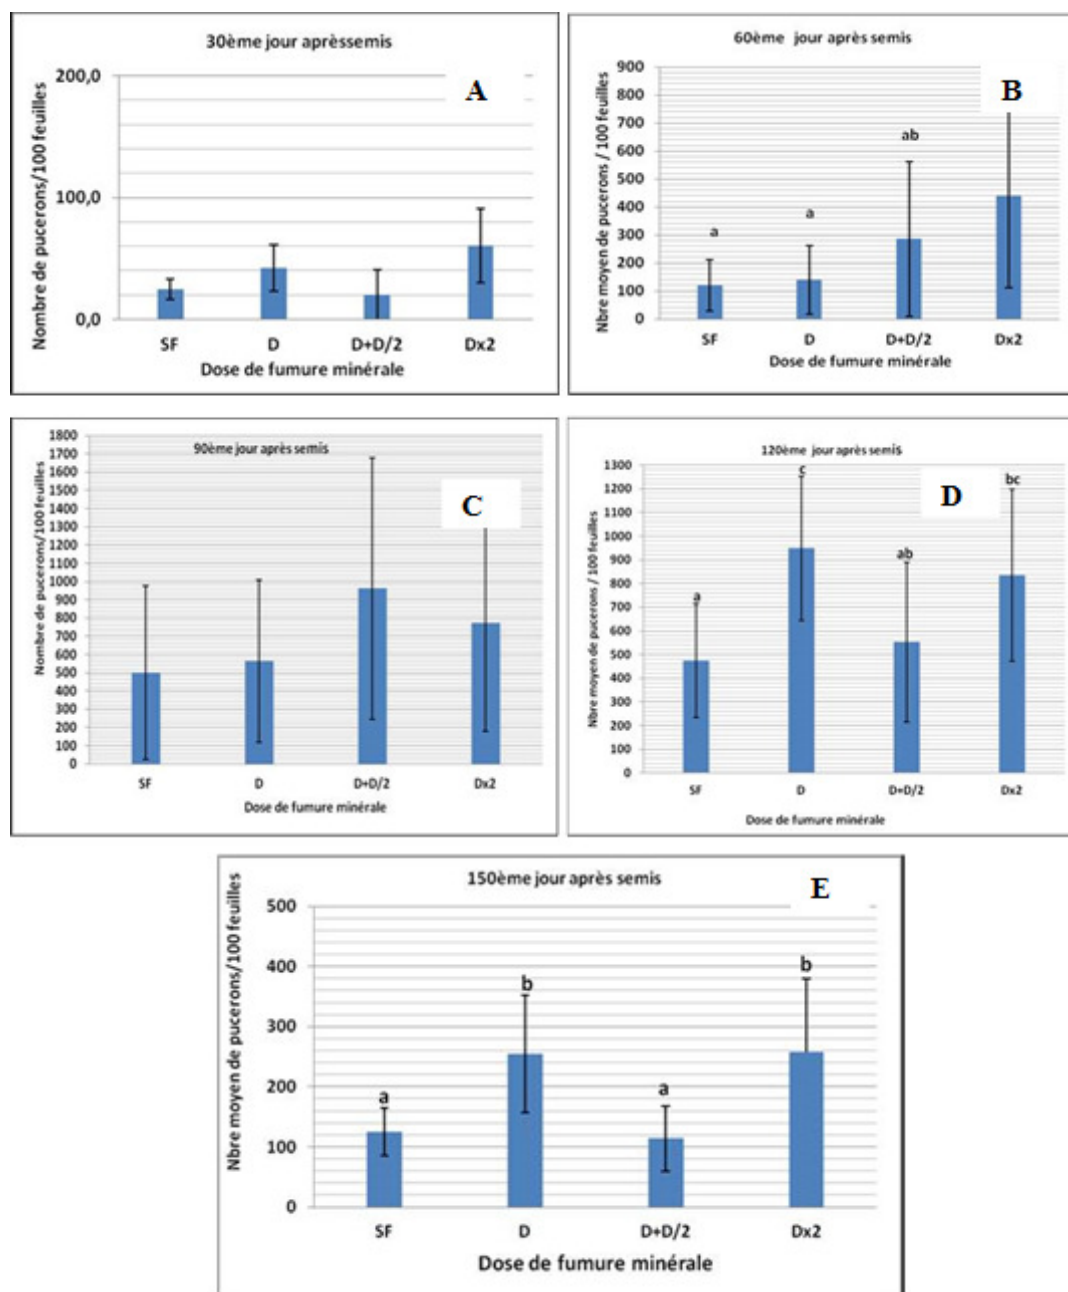 30ème jour aprèssemis
A
Nombre de pucerons/100 feuilles
200,0
100,0
0,0
SF D D+D/2 Dx2
Dose de fumure minérale
60ème jour après semis
B
Nbre moyen de pucerons / 100 feuilles
900
800
700
600
500
400
300
200
100
0
a a ab
SF D D+D/2 Dx2
Dose de fumure minérale
90ème jour après semis
C
Nombre de pucerons/100 feuilles
1800
1700
1600
1500
1400
1300
1200
1100
1000
900
800
700
600
500
400
300
200
100
0
SF D D+D/2 Dx2
Dose de fumure minérale
120ème jour après semis
D
Nbre moyen de pucerons / 100 feuilles
1300
1200
1100
1000
900
800
700
600
500
400
300
200
100
0
a c ab bc
SF D D+D/2 Dx2
Dose de fumure minérale
150ème jour après semis
E
Nbre moyen de pucerons/100 feuilles
500
400
300
200
100
0
a b a b
SF D D+D/2 Dx2
Dose de fumure minérale